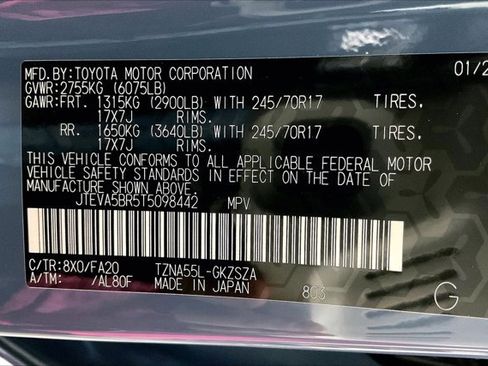 MFD.BY:TOYOTA MOTOR CORPORATION 01/2
GVWR:2755KG (6075LB)
GAWR:FRT. 1315KG (2900LB) WITH 245/70R17 TIRES,
17X7J RIMS.
RR. 1650KG (3640LB) WITH 245/70R17 TIRES,
17X7J RIMS.
THIS VEHICLE CONFORMS TO ALL APPLICABLE FEDERAL MOTOR
VEHICLE SAFETY STANDARDS IN EFFECT ON THE DATE OF
MANUFACTURE SHOWN ABOVE.
JTEVA5BR5T5098442 MPV
C/TR:8X0/FA20 TZNA55L-GKZSZA
A/TM: /AL80F MADE IN JAPAN 803
G